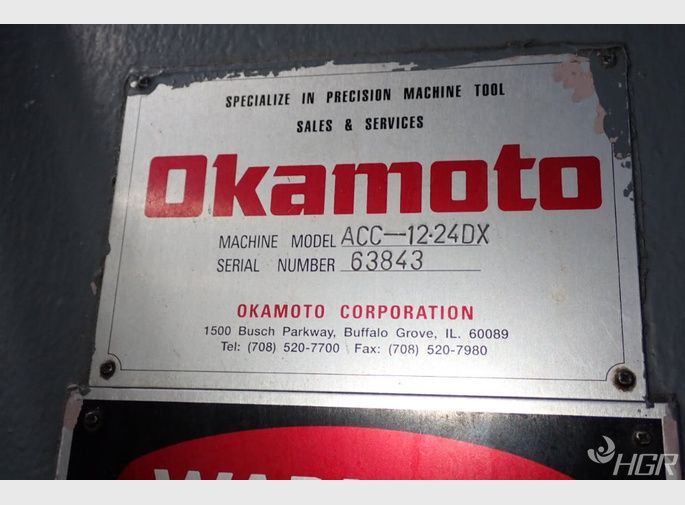 SPECIALIZE IN PRECISION MACHINE TOOL
SALES & SERVICES
Okamoto
MACHINE MODEL ACC-12·24DX
SERIAL NUMBER 63843
OKAMOTO CORPORATION
1500 Busch Parkway, Buffalo Grove, IL. 60089
Tel: (708) 520-7700 Fax: (708) 520-7980
HGR